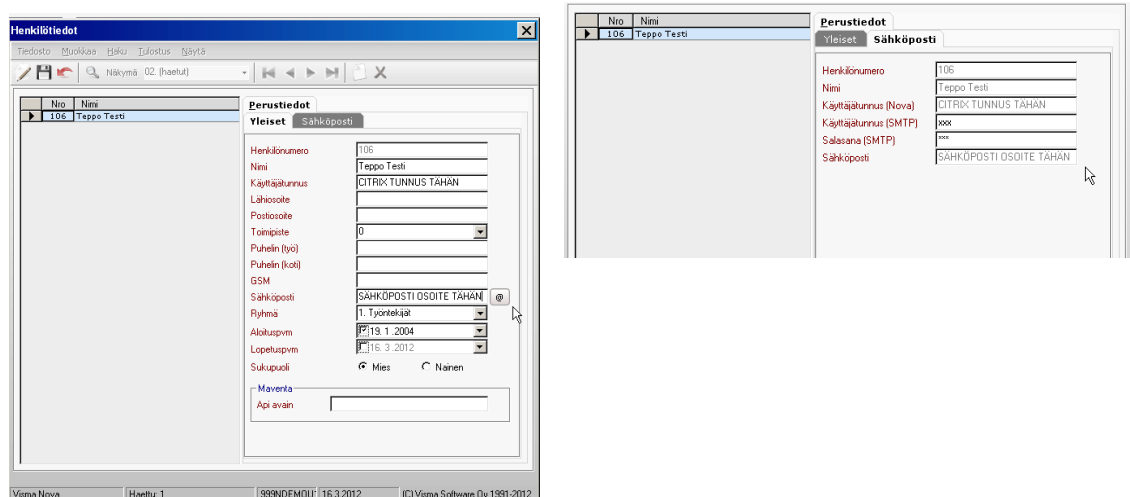 Henkilötiedot
Tiedosto Muokkaa Haku Tulostus Näytä
Näkymä 02. (haetut)
Nro Nimi
106 Teppo Testi
Perustiedot
Yleiset Sähköposti
Henkilönumero 106
Nimi Teppo Testi
Käyttäjätunnus CITRIX TUNNUS TÄHÄN
Lähiosoite
Postiosoite
Toimipiste 0
Puhelin (työ)
Puhelin (koti)
GSM
Sähköposti SÄHKÖPOSTI OSOITE TÄHÄN @
Ryhmä 1. Työntekijät
Aloituspvm 19. 1 .2004
Lopetuspvm 16. 3 .2012
Sukupuoli Mies Nainen
Maventa
Api avain
Visma Nova Haettu: 1 999NDEMOU 16.3.2012 (C) Visma Software Oy 1991-2012
Nro Nimi
106 Teppo Testi
Perustiedot
Yleiset Sähköposti
Henkilönumero 106
Nimi Teppo Testi
Käyttäjätunnus (Nova) CITRIX TUNNUS TÄHÄN
Käyttäjätunnus (SMTP) xxx
Salasana (SMTP) ***
Sähköposti SÄHKÖPOSTI OSOITE TÄHÄN